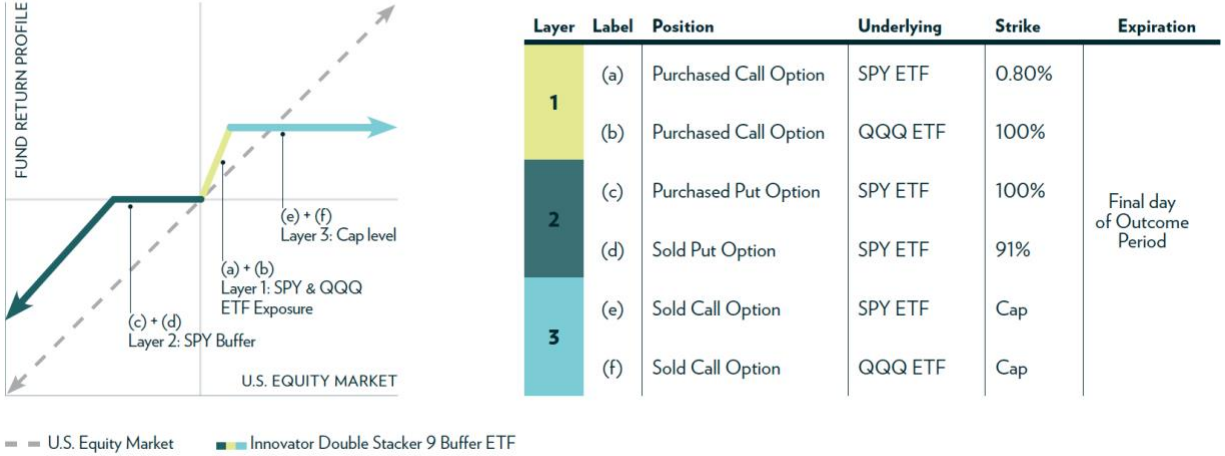 FUND RETURN PROFILE
(e) + (f)
Layer 3: Cap level
(a) + (b)
Layer 1: SPY & QQQ
ETF Exposure
(c) + (d)
Layer 2: SPY Buffer
U.S. EQUITY MARKET
U.S. Equity Market
Innovator Double Stacker 9 Buffer ETF
Layer Label Position Underlying Strike Expiration
1
(a) Purchased Call Option SPY ETF 0.80%
(b) Purchased Call Option QQQ ETF 100%
2
(c) Purchased Put Option SPY ETF 100%
(d) Sold Put Option SPY ETF 91%
3
(e) Sold Call Option SPY ETF Cap
(f) Sold Call Option QQQ ETF Cap
Final day
of Outcome
Period